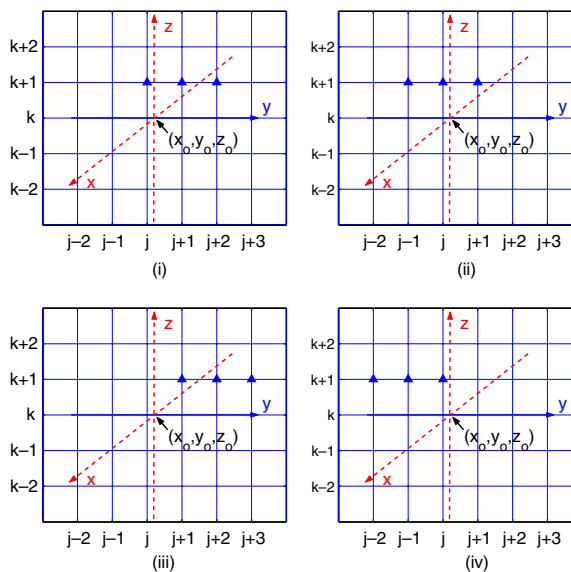 k+2
k+1
k
k−1
k−2
z
y
x
(x_o,y_o,z_o)
j−2 j−1 j j+1 j+2 j+3
(i)
k+2
k+1
k
k−1
k−2
z
y
x
(x_o,y_o,z_o)
j−2 j−1 j j+1 j+2 j+3
(ii)
k+2
k+1
k
k−1
k−2
z
y
x
(x_o,y_o,z_o)
j−2 j−1 j j+1 j+2 j+3
(iii)
k+2
k+1
k
k−1
k−2
z
y
x
(x_o,y_o,z_o)
j−2 j−1 j j+1 j+2 j+3
(iv)